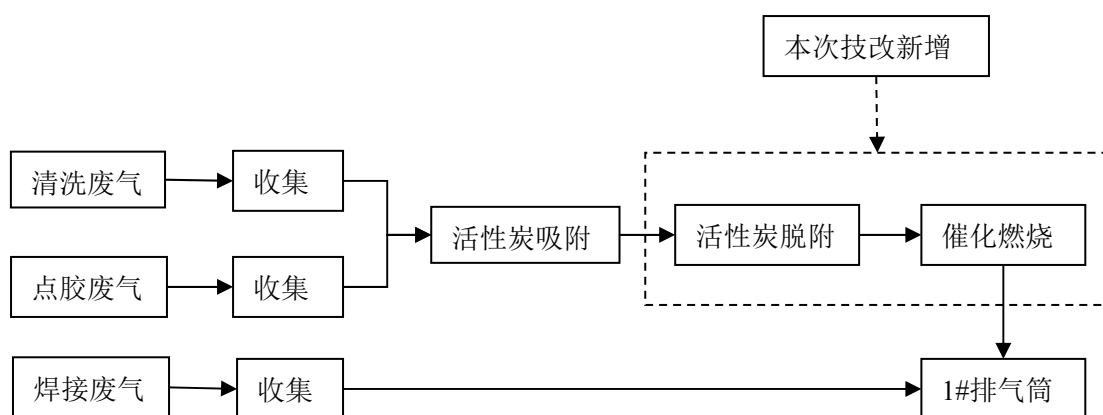 本次技改新增
清洗废气
收集
活性炭吸附
活性炭脱附
催化燃烧
点胶废气
收集
焊接废气
收集
1#排气筒